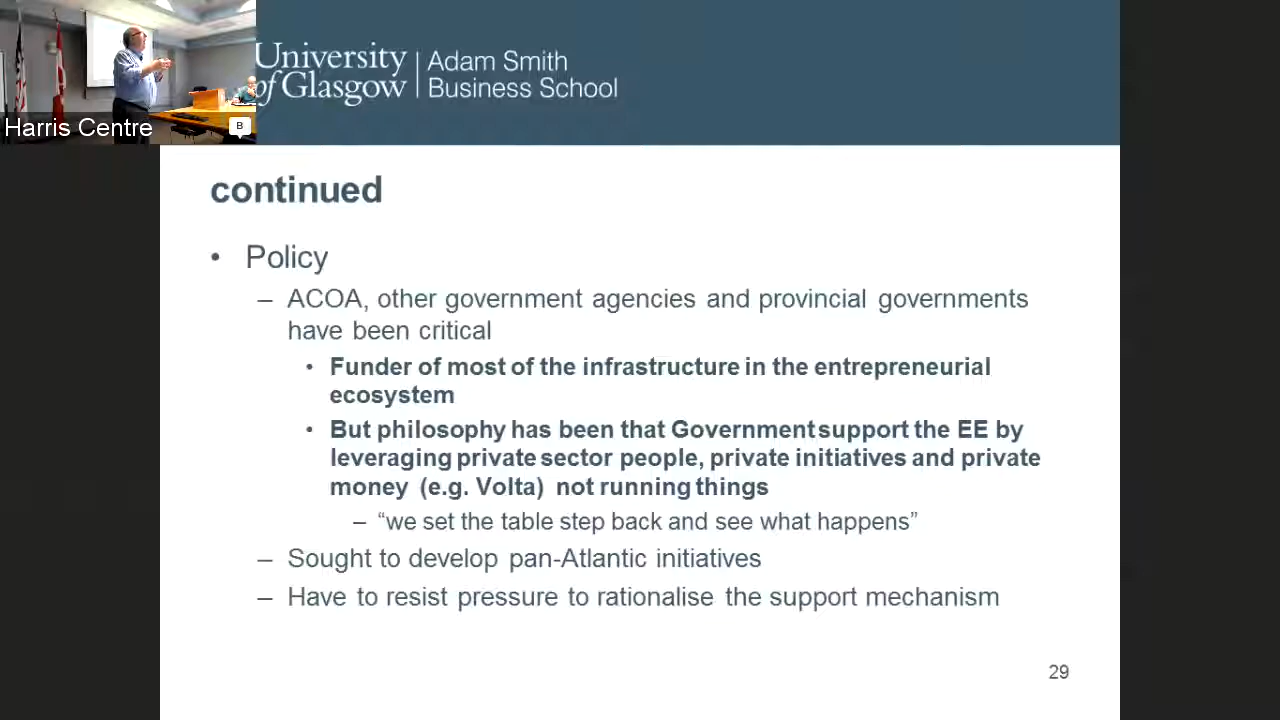 University
of Glasgow
Adam Smith
Business School
Harris Centre
B
continued
• Policy
– ACOA, other government agencies and provincial governments
have been critical
• Funder of most of the infrastructure in the entrepreneurial
ecosystem
• But philosophy has been that Government support the EE by
leveraging private sector people, private initiatives and private
money (e.g. Volta) not running things
– “we set the table step back and see what happens”
– Sought to develop pan-Atlantic initiatives
– Have to resist pressure to rationalise the support mechanism
29